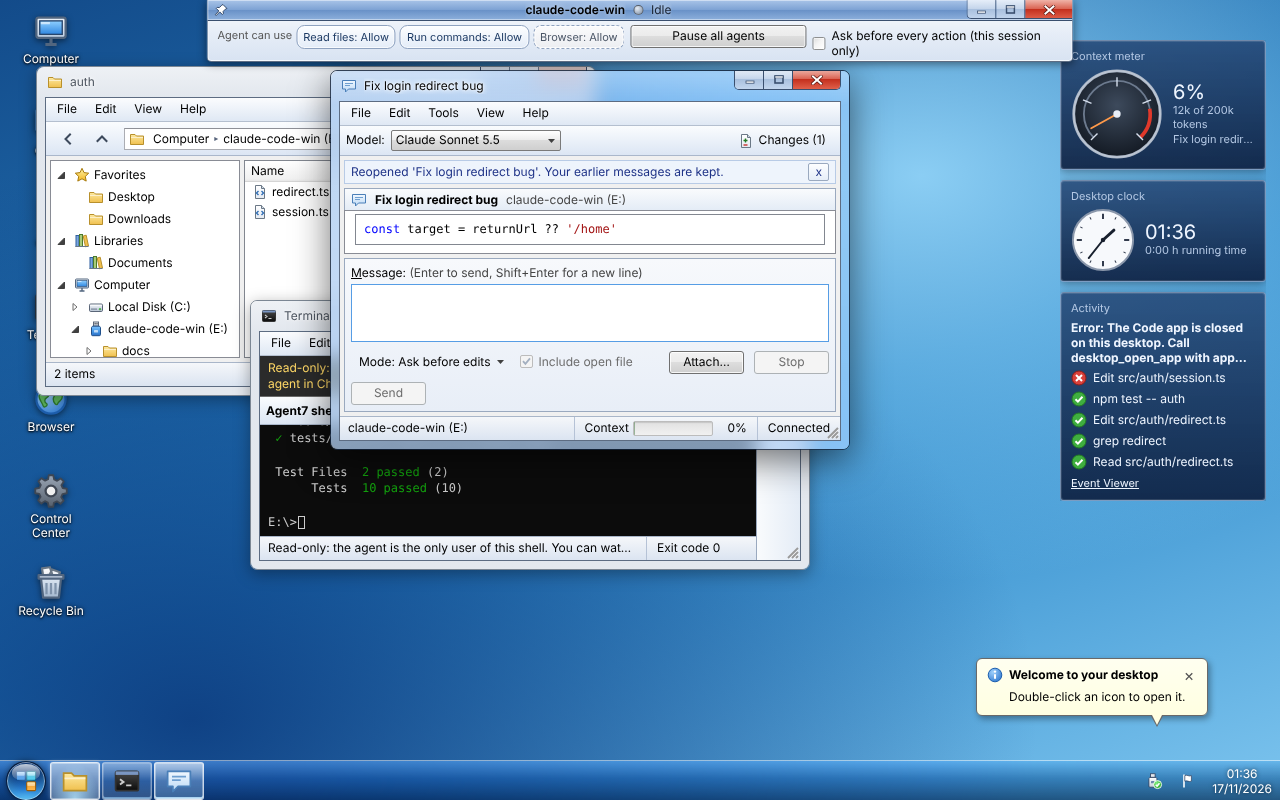 claude-code-win
Idle
Agent can use
Read files: Allow
Run commands: Allow
Browser: Allow
Pause all agents
Ask before every action (this session only)
Computer
auth
File Edit View Help
Computer
claude-code-win (E
Favorites
Desktop
Downloads
Libraries
Documents
Computer
Local Disk (C:)
claude-code-win (E:)
docs
Name
redirect.ts
session.ts
2 items
Fix login redirect bug
File Edit Tools View Help
Model: Claude Sonnet 5.5
Changes (1)
Reopened 'Fix login redirect bug'. Your earlier messages are kept.
x
Fix login redirect bug claude-code-win (E:)
const target = returnUrl ?? '/home'
Message: (Enter to send, Shift+Enter for a new line)
Mode: Ask before edits
Include open file
Attach...
Stop
Send
claude-code-win (E:)
Context
0%
Connected
Termina
File Edit
Read-only:
agent in Ch
Agent7 she
✓ tests/
Test Files 2 passed (2)
Tests 10 passed (10)
E:\>
Read-only: the agent is the only user of this shell. You can wat...
Exit code 0
Browser
Control
Center
Recycle Bin
Context meter
6%
12k of 200k
tokens
Fix login redir...
Desktop clock
01:36
0:00 h running time
Activity
Error: The Code app is closed
on this desktop. Call
desktop_open_app with app...
Edit src/auth/session.ts
npm test -- auth
Edit src/auth/redirect.ts
grep redirect
Read src/auth/redirect.ts
Event Viewer
Welcome to your desktop
Double-click an icon to open it.
01:36
17/11/2026